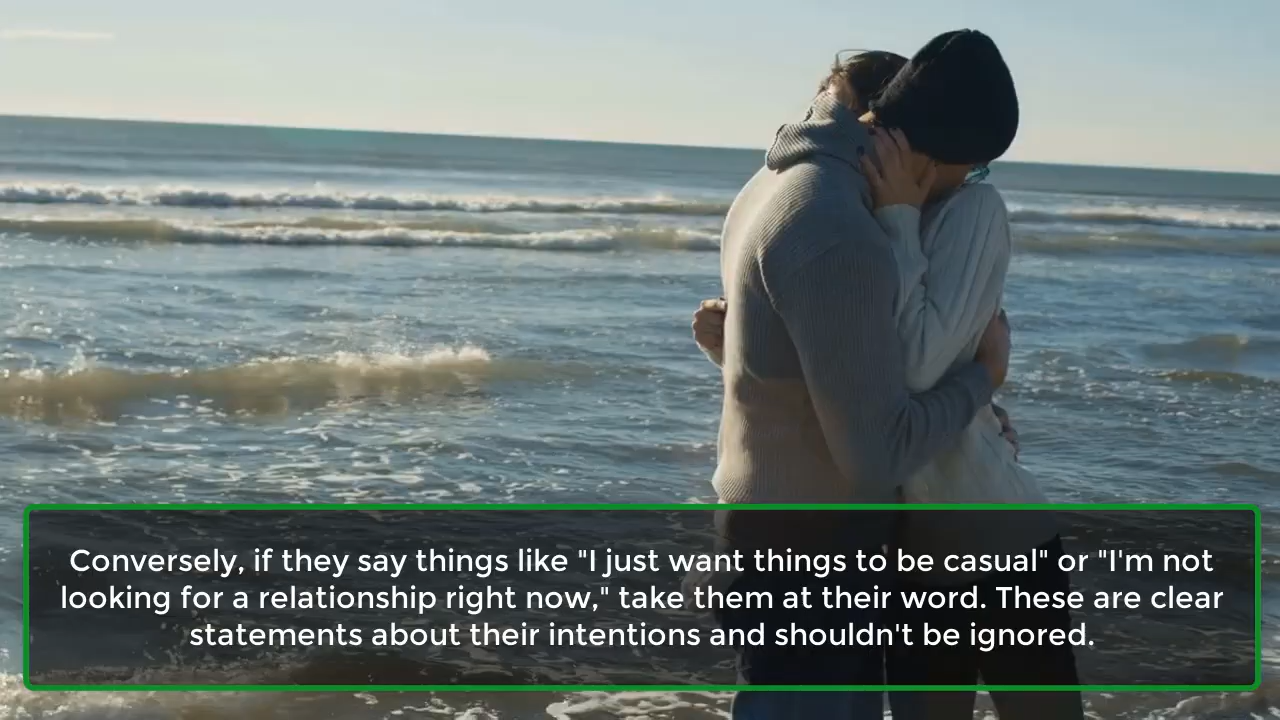 Conversely, if they say things like "I just want things to be casual" or "I'm not
looking for a relationship right now," take them at their word. These are clear
statements about their intentions and shouldn't be ignored.